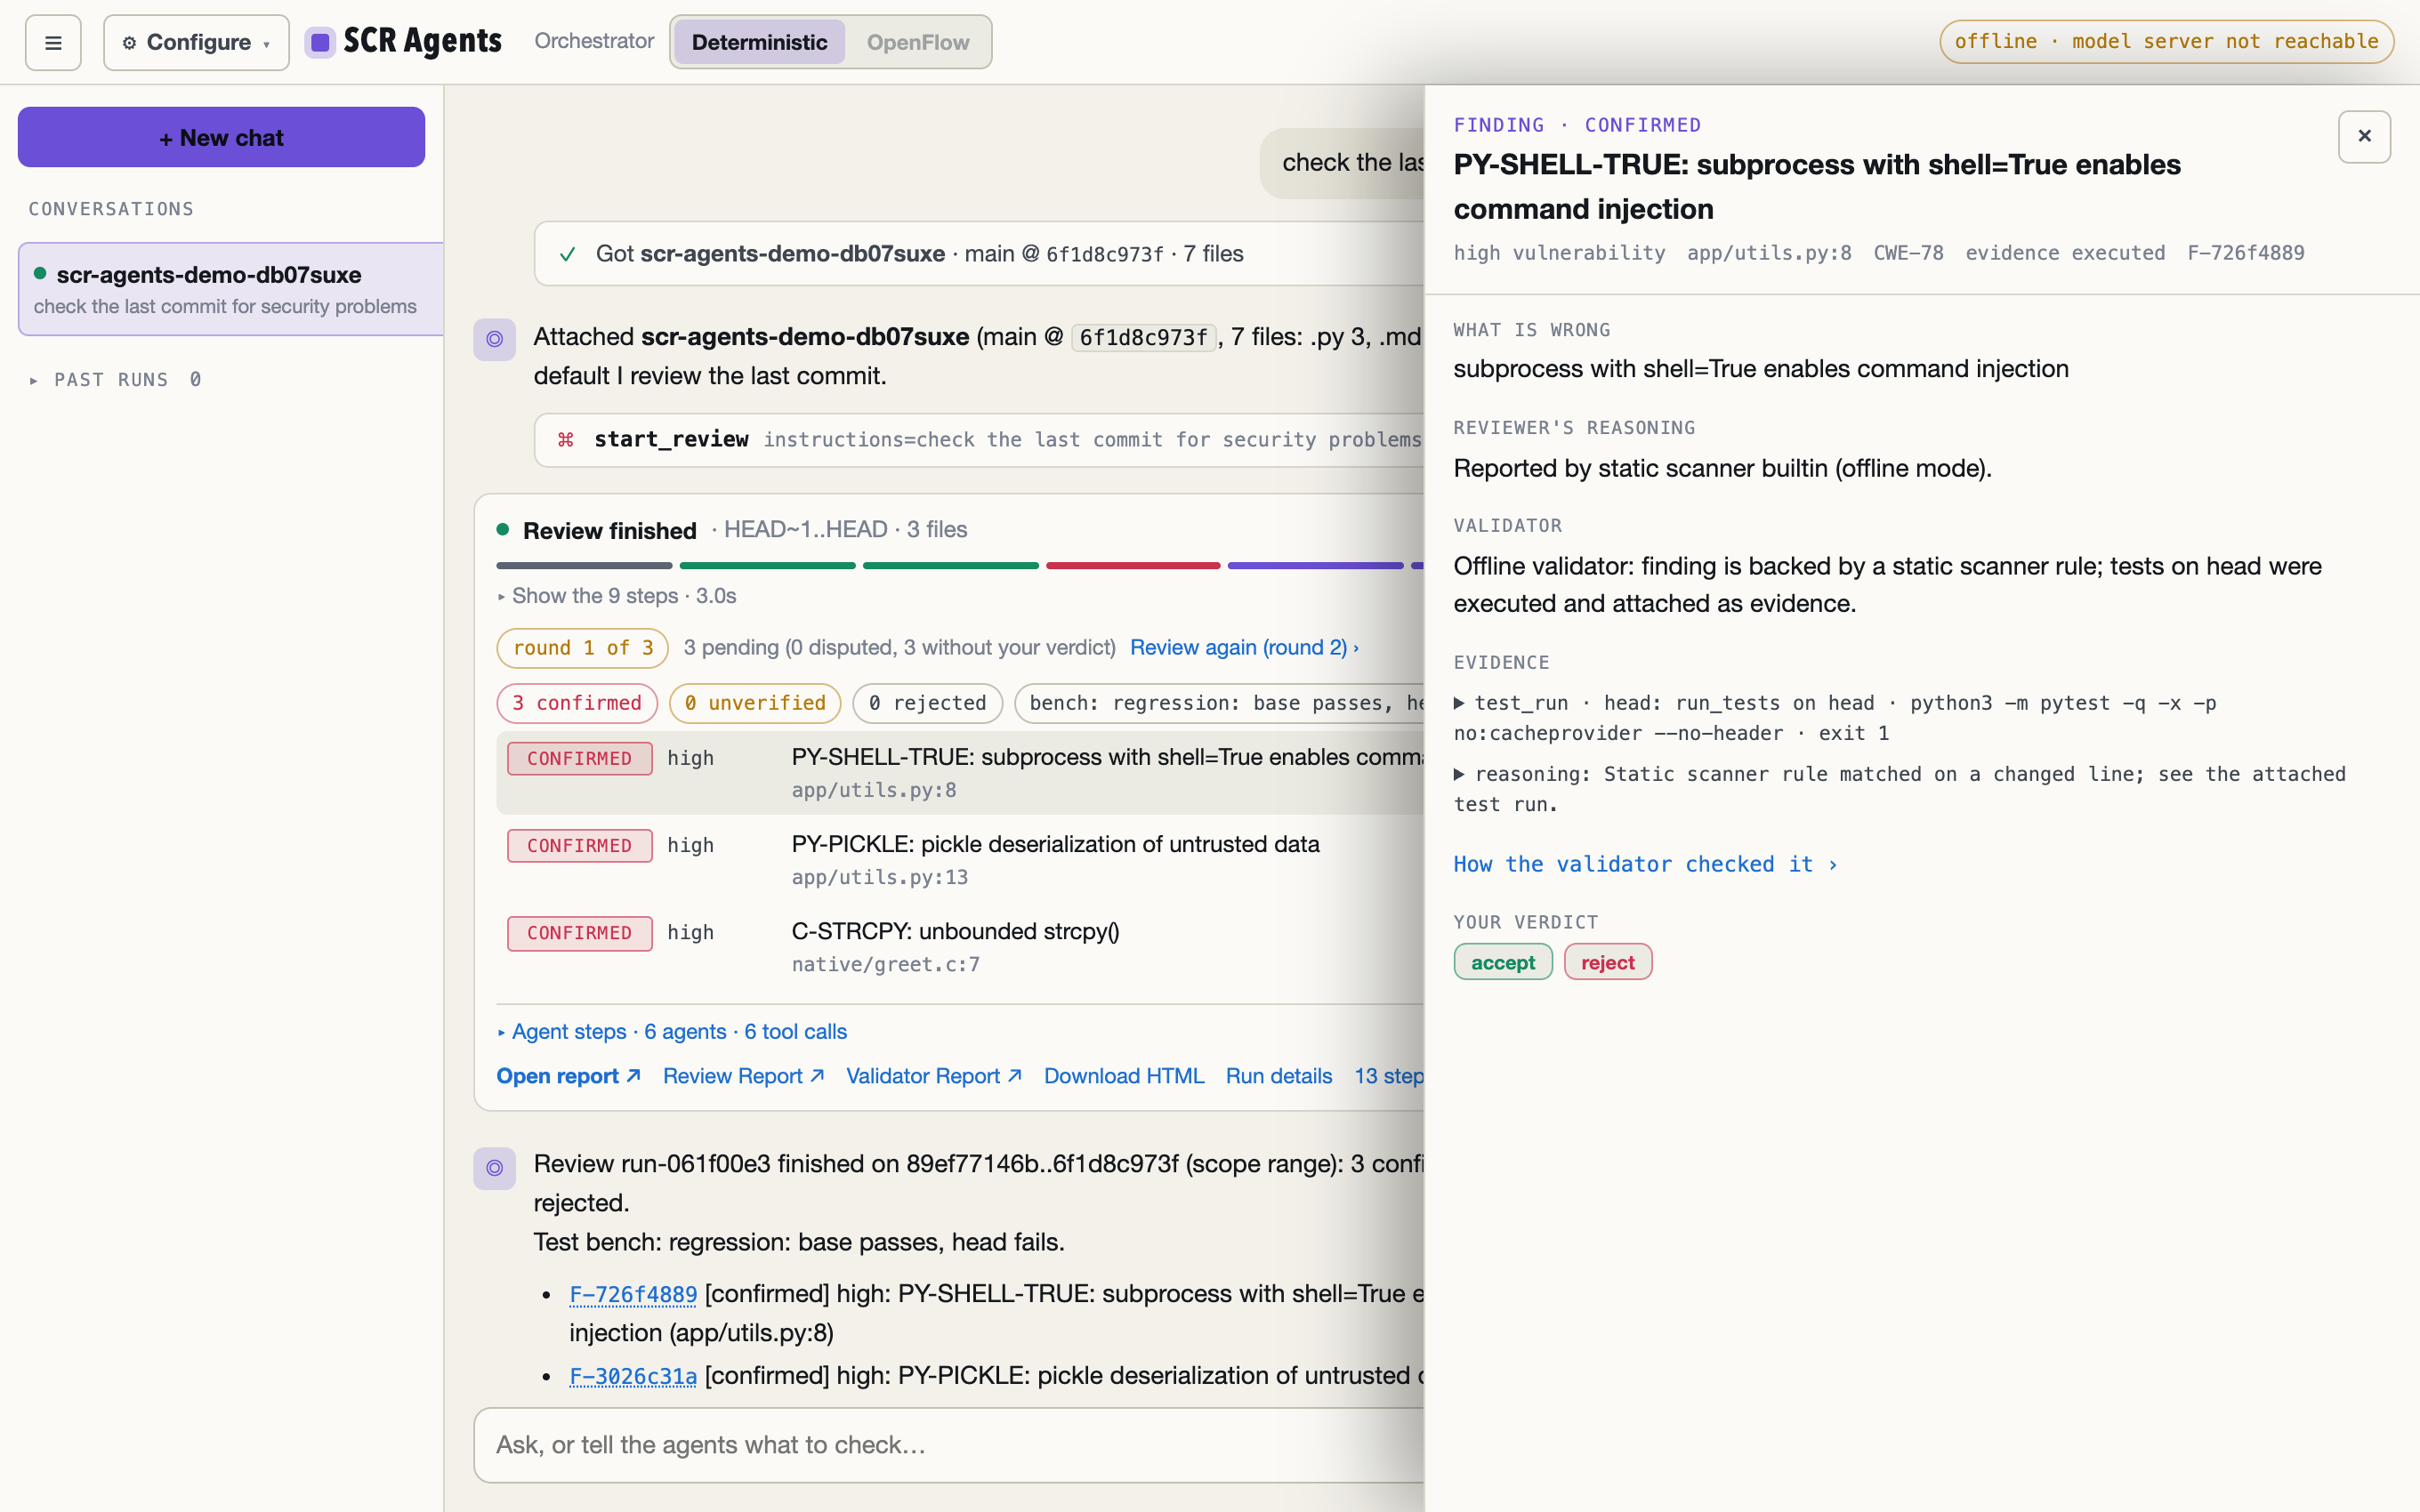 ☰
⚙ Configure ▾
SCR Agents
Orchestrator
Deterministic
OpenFlow
offline · model server not reachable
+ New chat
CONVERSATIONS
scr-agents-demo-db07suxe
check the last commit for security problems
▸ PAST RUNS 0
check the las
✓ Got scr-agents-demo-db07suxe · main @ 6f1d8c973f · 7 files
Attached scr-agents-demo-db07suxe (main @ 6f1d8c973f, 7 files: .py 3, .md
default I review the last commit.
⌘ start_review instructions=check the last commit for security problems
Review finished · HEAD~1..HEAD · 3 files
▸ Show the 9 steps · 3.0s
round 1 of 3
3 pending (0 disputed, 3 without your verdict)
Review again (round 2) ›
3 confirmed
0 unverified
0 rejected
bench: regression: base passes, he
CONFIRMED high PY-SHELL-TRUE: subprocess with shell=True enables comma
app/utils.py:8
CONFIRMED high PY-PICKLE: pickle deserialization of untrusted data
app/utils.py:13
CONFIRMED high C-STRCPY: unbounded strcpy()
native/greet.c:7
▸ Agent steps · 6 agents · 6 tool calls
Open report ↗ Review Report ↗ Validator Report ↗ Download HTML Run details 13 step
Review run-061f00e3 finished on 89ef77146b..6f1d8c973f (scope range): 3 confi
rejected.
Test bench: regression: base passes, head fails.
• F-726f4889 [confirmed] high: PY-SHELL-TRUE: subprocess with shell=True e
injection (app/utils.py:8)
• F-3026c31a [confirmed] high: PY-PICKLE: pickle deserialization of untrusted
Ask, or tell the agents what to check…
FINDING · CONFIRMED
×
PY-SHELL-TRUE: subprocess with shell=True enables
command injection
high vulnerability app/utils.py:8 CWE-78 evidence executed F-726f4889
WHAT IS WRONG
subprocess with shell=True enables command injection
REVIEWER'S REASONING
Reported by static scanner builtin (offline mode).
VALIDATOR
Offline validator: finding is backed by a static scanner rule; tests on head were
executed and attached as evidence.
EVIDENCE
▶ test_run · head: run_tests on head · python3 -m pytest -q -x -p
no:cacheprovider --no-header · exit 1
▶ reasoning: Static scanner rule matched on a changed line; see the attached
test run.
How the validator checked it ›
YOUR VERDICT
accept
reject